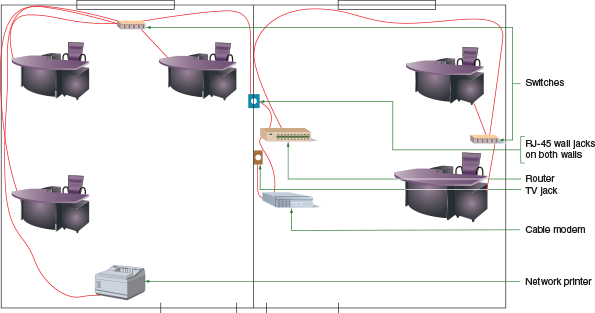 Switches
RJ-45 wall jacks
on both walls
Router
TV jack
Cable modem
Network printer